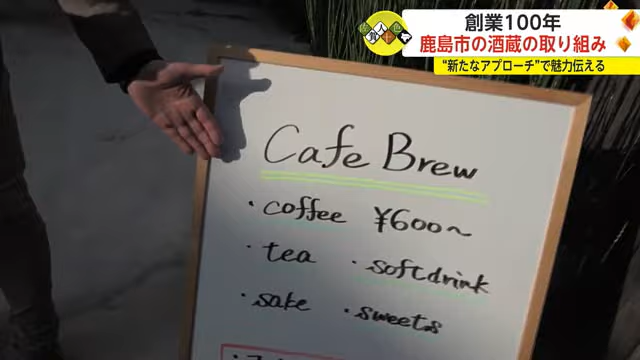 創業100年
鹿島市の酒蔵の取り組み
“新たなアプローチ”で魅力伝える
Cafe Brew
・coffee ¥600〜
・tea ・softdrink
・sake ・sweets